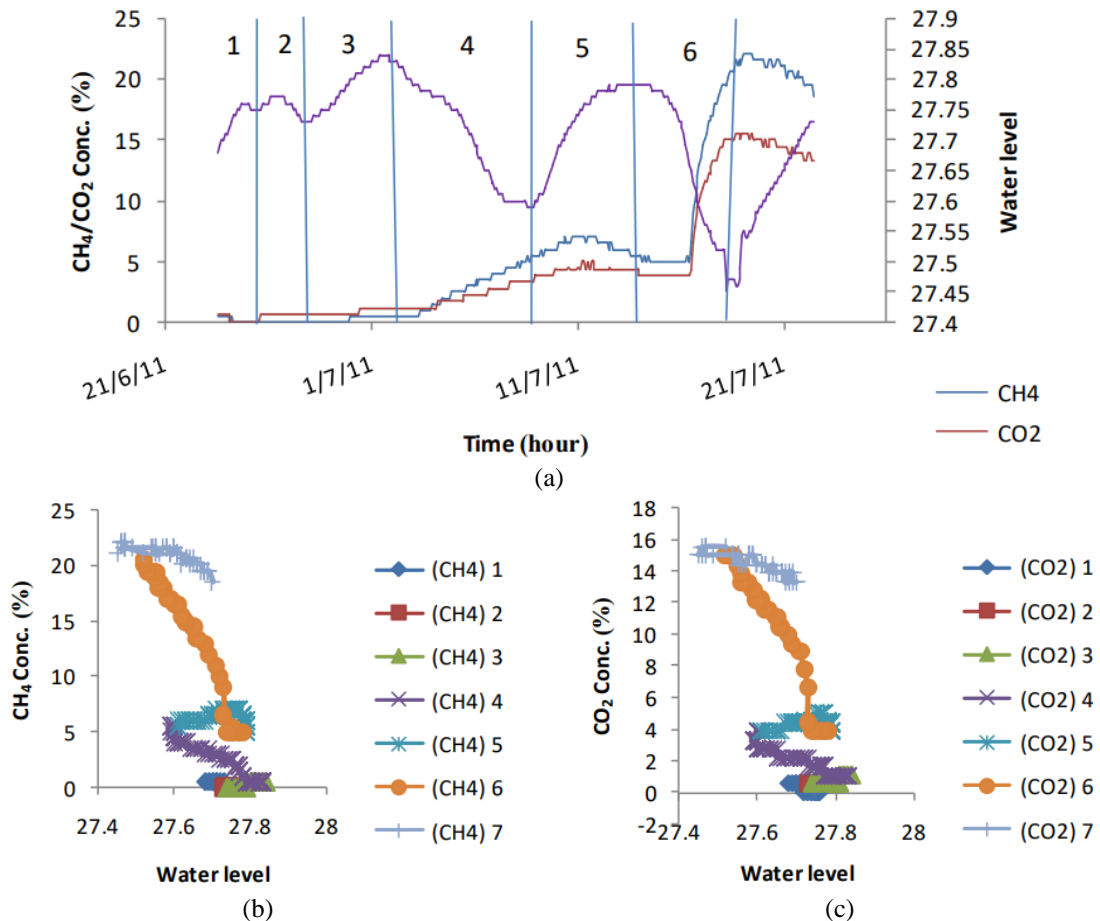 25
20
15
10
5
0
CH4/CO2 Conc. (%)
1 2 3 4 5 6
27.9
27.85
27.8
27.75
27.7
27.65
27.6
27.55
27.5
27.45
27.4
Water level
21/6/11 1/7/11 11/7/11 21/7/11
Time (hour)
CH4
CO2
(a)
25
20
15
10
5
0
CH4 Conc. (%)
27.4 27.6 27.8 28
Water level
(CH4) 1
(CH4) 2
(CH4) 3
(CH4) 4
(CH4) 5
(CH4) 6
(CH4) 7
(b)
18
16
14
12
10
8
6
4
2
0
-2
CO2 Conc. (%)
27.4 27.6 27.8 28
Water level
(CO2) 1
(CO2) 2
(CO2) 3
(CO2) 4
(CO2) 5
(CO2) 6
(CO2) 7
(c)